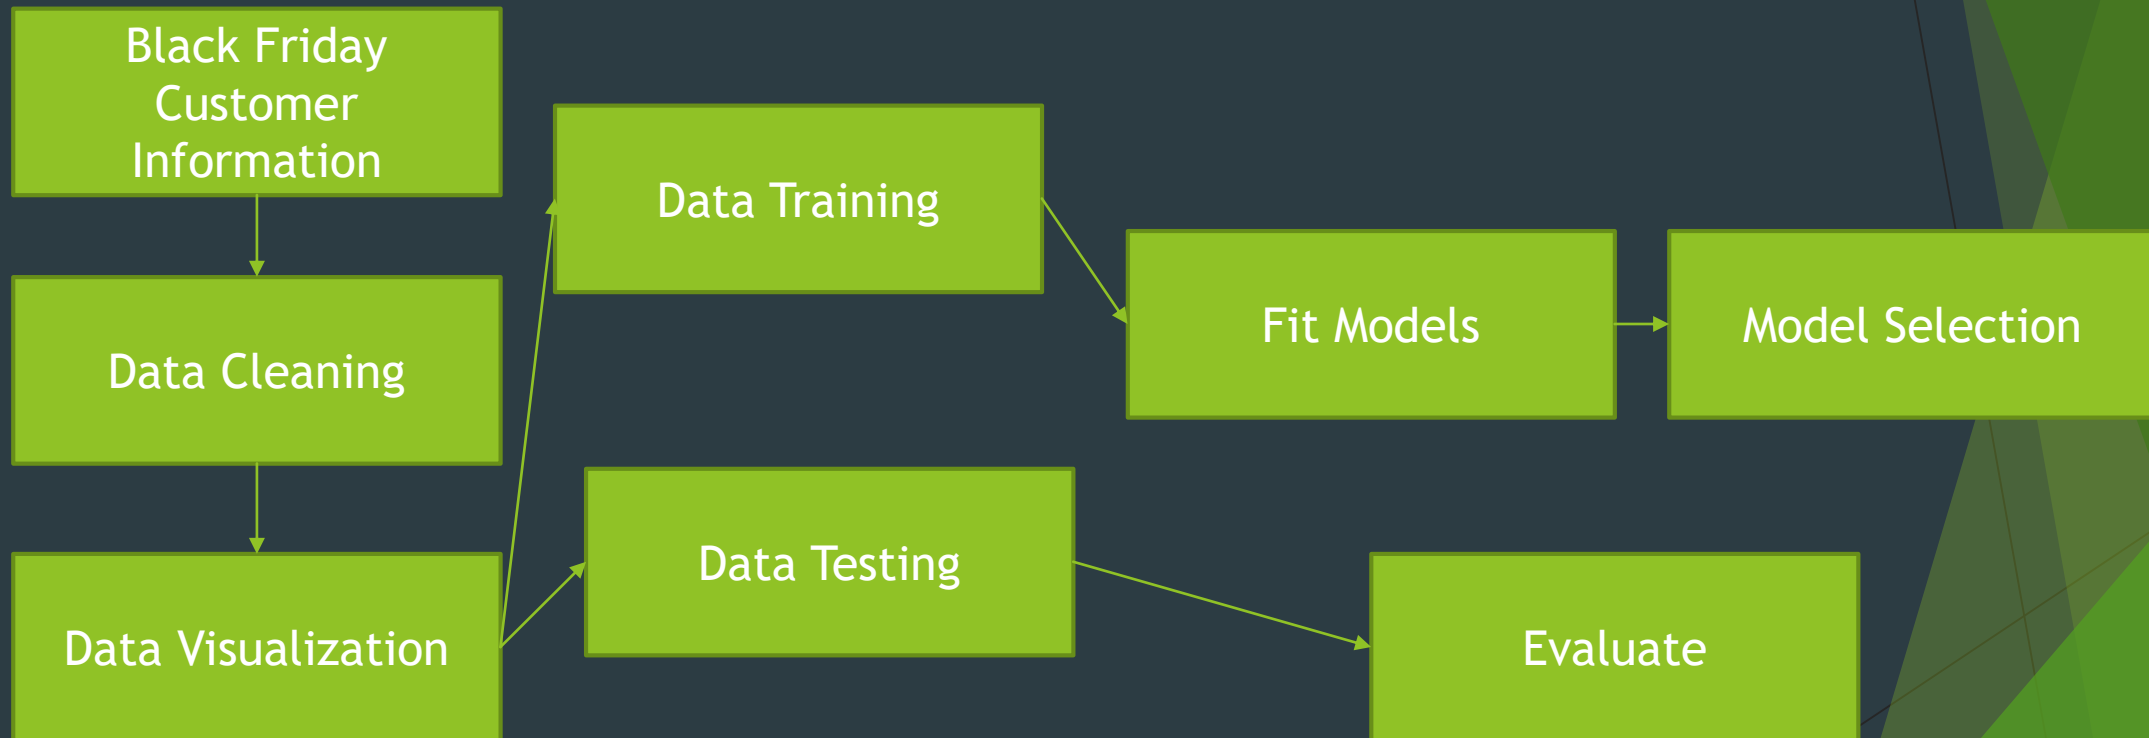 Black Friday
Customer
Information
Data Cleaning
Data Visualization
Data Training
Data Testing
Fit Models
Model Selection
Evaluate